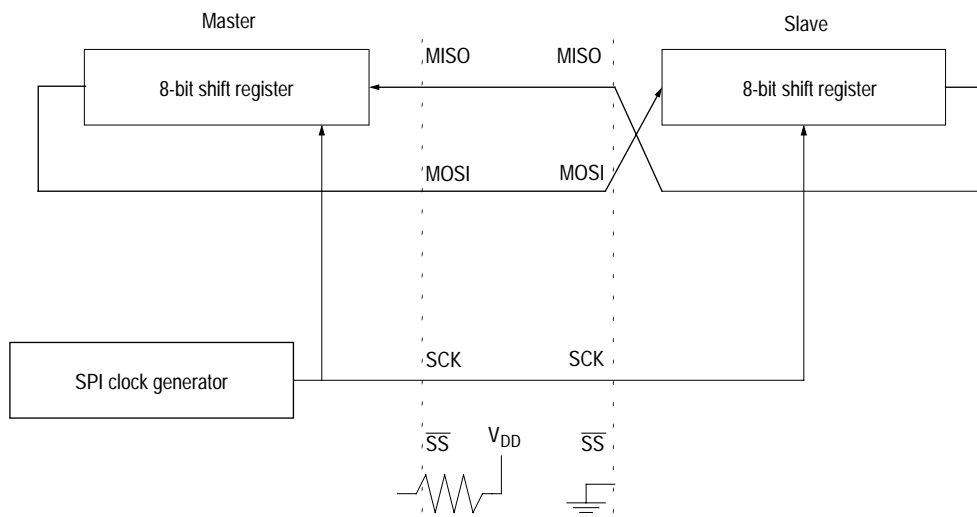 Master
Slave
MISO
MISO
8-bit shift register
8-bit shift register
MOSI
MOSI
SCK
SCK
SPI clock generator
SS
VDD
SS